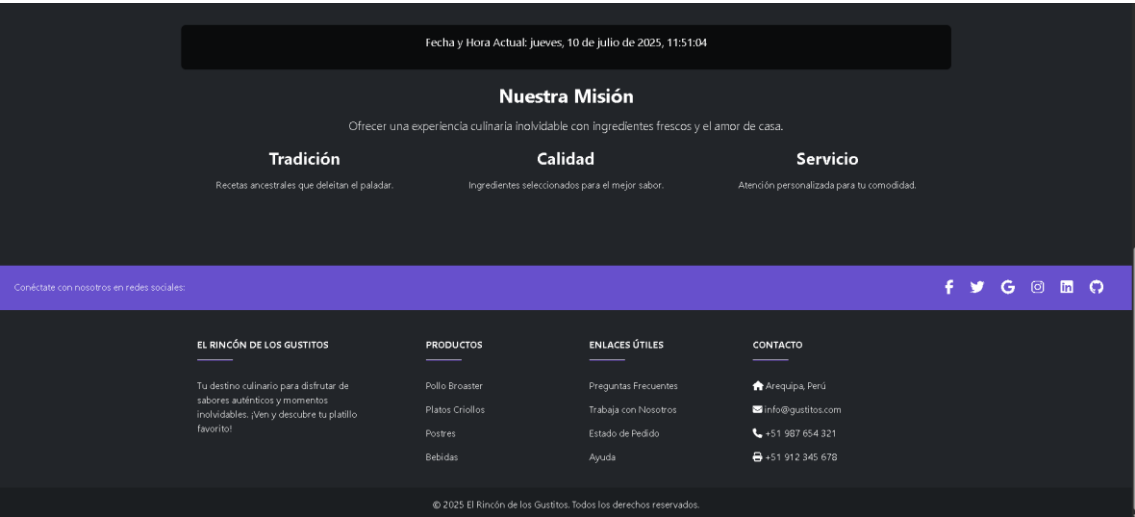 Fecha y Hora Actual: jueves, 10 de julio de 2025, 11:51:04
Nuestra Misión
Ofrecer una experiencia culinaria inolvidable con ingredientes frescos y el amor de casa.
Tradición
Recetas ancestrales que deleitan el paladar.
Calidad
Ingredientes seleccionados para el mejor sabor.
Servicio
Atención personalizada para tu comodidad.
Conéctate con nosotros en redes sociales:
EL RINCÓN DE LOS GUSTITOS
Tu destino culinario para disfrutar de
sabores auténticos y momentos
inolvidables. ¡Ven y descubre tu platillo
favorito!
PRODUCTOS
Pollo Broaster
Platos Criollos
Postres
Bebidas
ENLACES ÚTILES
Preguntas Frecuentes
Trabaja con Nosotros
Estado de Pedido
Ayuda
CONTACTO
Arequipa, Perú
info@gustitos.com
+51 987 654 321
+51 912 345 678
© 2025 El Rincón de los Gustitos. Todos los derechos reservados.